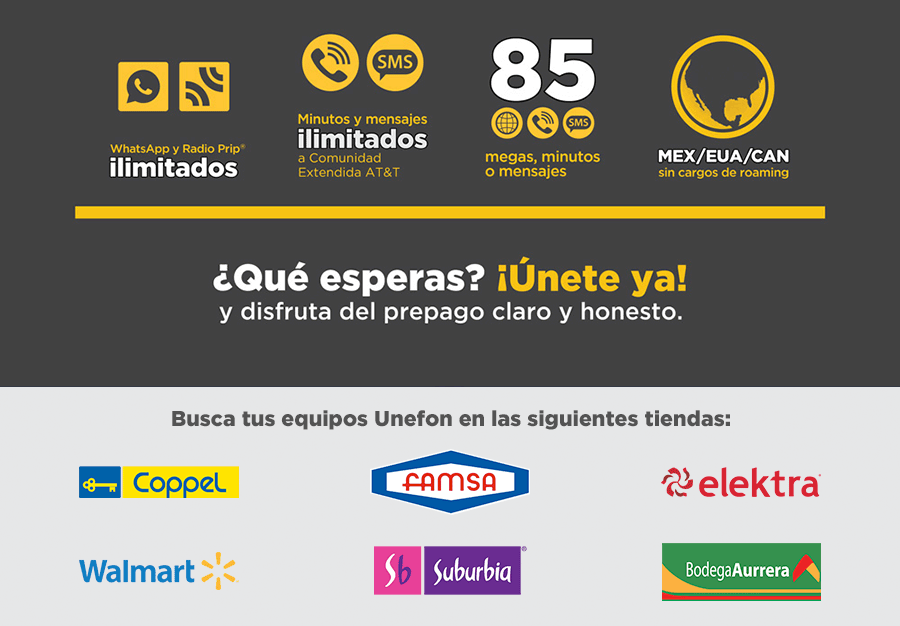 WhatsApp y Radio Prip®
ilimitados
SMS
Minutos y mensajes
ilimitados
a Comunidad
Extendida AT&T
85
SMS
megas, minutos
o mensajes
MEX/EUA/CAN
sin cargos de roaming
¿Qué esperas? ¡Únete ya!
y disfruta del prepago claro y honesto.
Busca tus equipos Unefon en las siguientes tiendas:
Coppel
FAMSA
elektra
Walmart
Sb Suburbia®
Bodega Aurrera